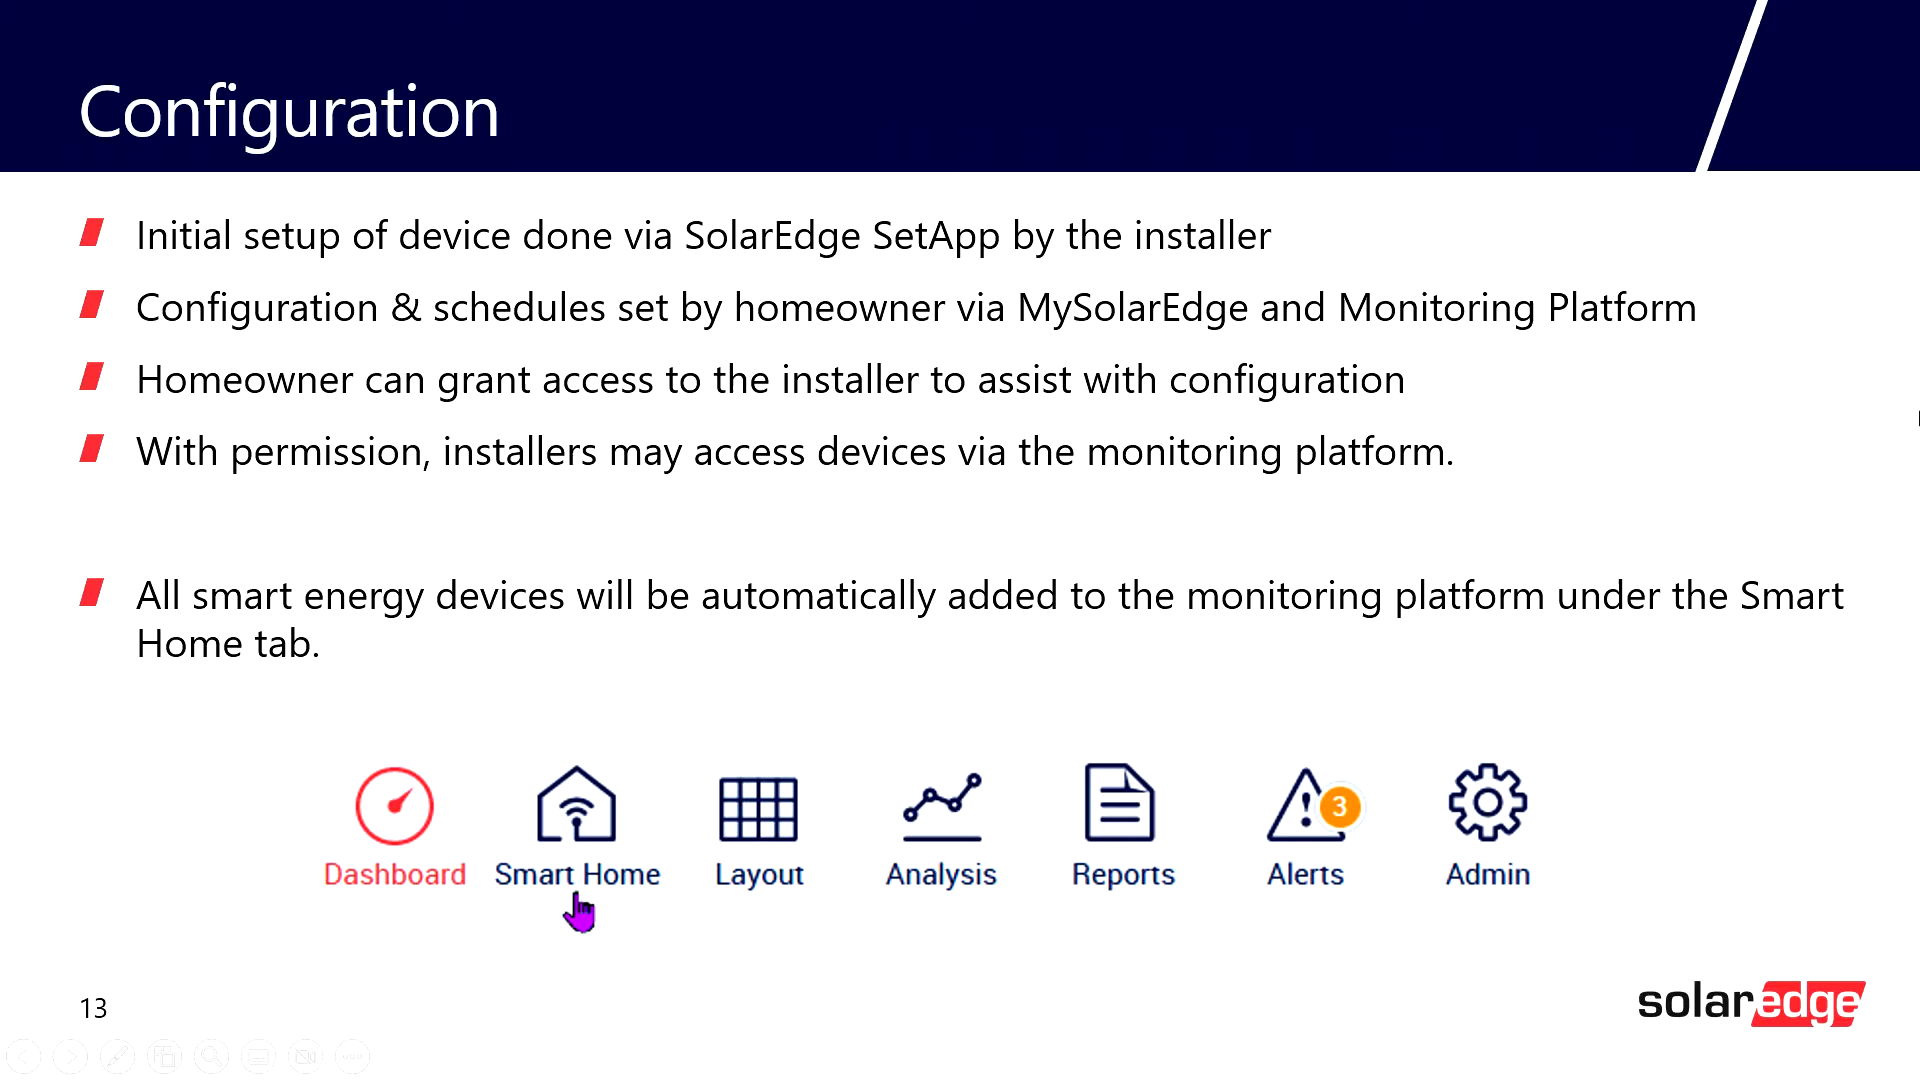 Configuration
Initial setup of device done via SolarEdge SetApp by the installer
Configuration & schedules set by homeowner via MySolarEdge and Monitoring Platform
Homeowner can grant access to the installer to assist with configuration
With permission, installers may access devices via the monitoring platform.
All smart energy devices will be automatically added to the monitoring platform under the Smart
Home tab.
3
Dashboard Smart Home Layout Analysis Reports Alerts Admin
13
solaredge